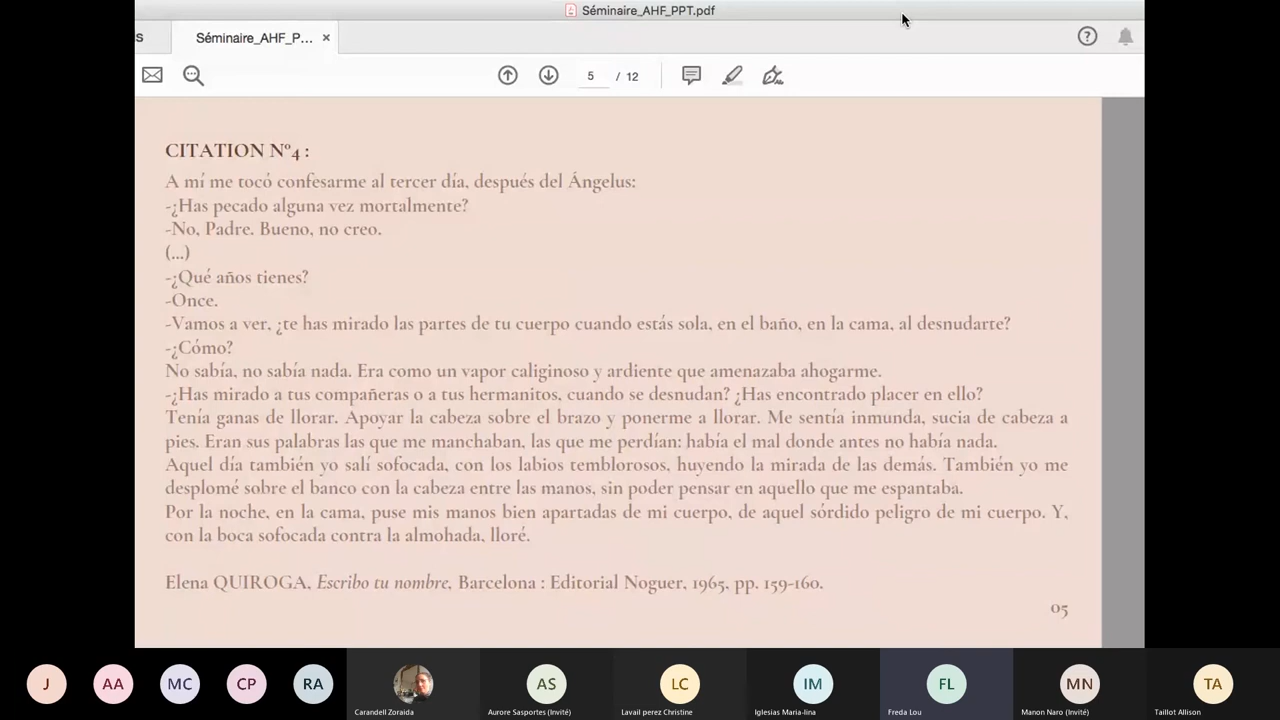 Séminaire_AHF_PPT.pdf
s
Séminaire_AHF_P... ×
5 / 12
CITATION N°4 :
A mí me tocó confesarme al tercer día, después del Ángelus:
-¿Has pecado alguna vez mortalmente?
-No, Padre. Bueno, no creo.
(...)
-¿Qué años tienes?
-Once.
-Vamos a ver, ¿te has mirado las partes de tu cuerpo cuando estás sola, en el baño, en la cama, al desnudarte?
-¿Cómo?
No sabía, no sabía nada. Era como un vapor caliginoso y ardiente que amenazaba ahogarme.
-¿Has mirado a tus compañeras o a tus hermanitos, cuando se desnudan? ¿Has encontrado placer en ello?
Tenía ganas de llorar. Apoyar la cabeza sobre el brazo y ponerme a llorar. Me sentía inmunda, sucia de cabeza a
pies. Eran sus palabras las que me manchaban, las que me perdían: había el mal donde antes no había nada.
Aquel día también yo salí sofocada, con los labios temblorosos, huyendo la mirada de las demás. También yo me
desplomé sobre el banco con la cabeza entre las manos, sin poder pensar en aquello que me espantaba.
Por la noche, en la cama, puse mis manos bien apartadas de mi cuerpo, de aquel sórdido peligro de mi cuerpo. Y,
con la boca sofocada contra la almohada, lloré.
Elena QUIROGA, Escribo tu nombre, Barcelona : Editorial Noguer, 1965, pp. 159-160.
05
J AA MC CP RA AS LC IM FL MN TA
Carandell Zoraida Aurore Sasportes (Invité) Lavail perez Christine Iglesias Maria-lina Freda Lou Manon Naro (Invité) Taillot Allison